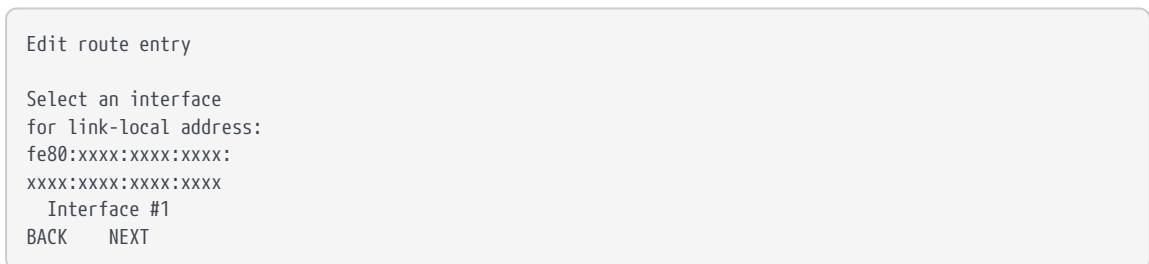 Edit route entry
Select an interface
for link-local address:
fe80:xxxx:xxxx:xxxx:
xxxx:xxxx:xxxx:xxxx
Interface #1
BACK NEXT